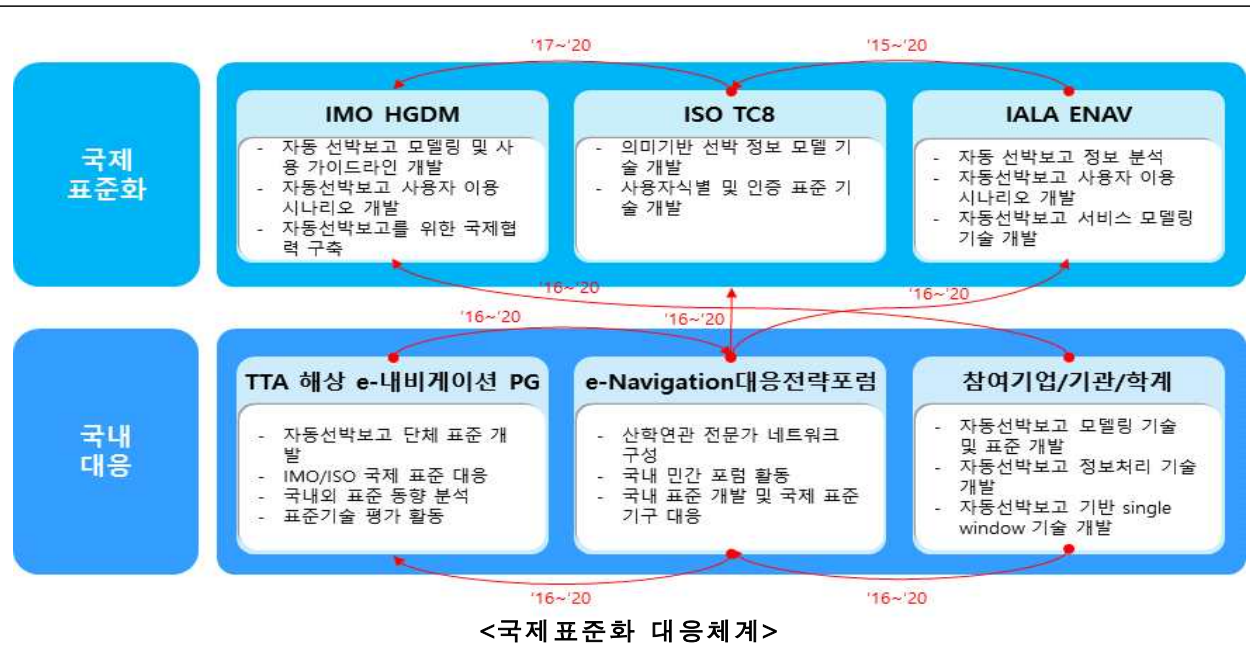 '17~'20
'15~'20
국제
표준화
IMO HGDM
- 자동 선박보고 모델링 및 사
용 가이드라인 개발
- 자동선박보고 사용자 이용
시나리오 개발
- 자동선박보고를 위한 국제협
력 구축
ISO TC8
- 의미기반 선박 정보 모델 기
술 개발
- 사용자식별 및 인증 표준 기
술 개발
IALA ENAV
- 자동 선박보고 정보 분석
- 자동선박보고 사용자 이용
시나리오 개발
- 자동선박보고 서비스 모델링
기술 개발
'16~'20
'16~'20
'16~'20
'16~'20
국내
대응
TTA 해상 e-내비게이션 PG
- 자동선박보고 단체 표준 개
발
- IMO/ISO 국제 표준 대응
- 국내외 표준 동향 분석
- 표준기술 평가 활동
e-Navigation대응전략포럼
- 산학연관 전문가 네트워크
구성
- 국내 민간 포럼 활동
- 국내 표준 개발 및 국제 표준
기구 대응
참여기업/기관/학계
- 자동선박보고 모델링 기술
및 표준 개발
- 자동선박보고 정보처리 기술
개발
- 자동선박보고 기반 single
window 기술 개발
'16~'20
'16~'20
<국제표준화 대응체계>